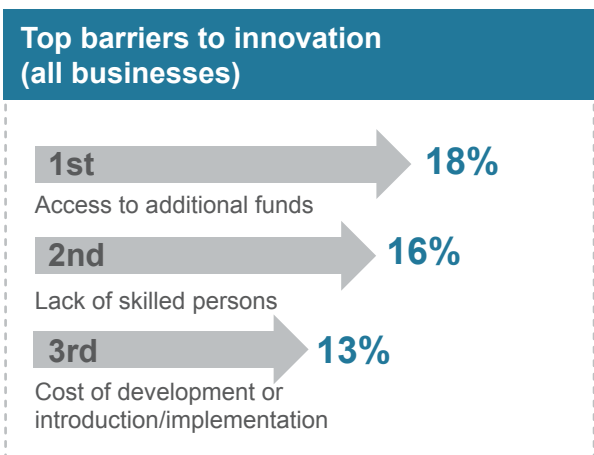 Top barriers to innovation
(all businesses)
1st 18%
Access to additional funds
2nd 16%
Lack of skilled persons
3rd 13%
Cost of development or
introduction/implementation